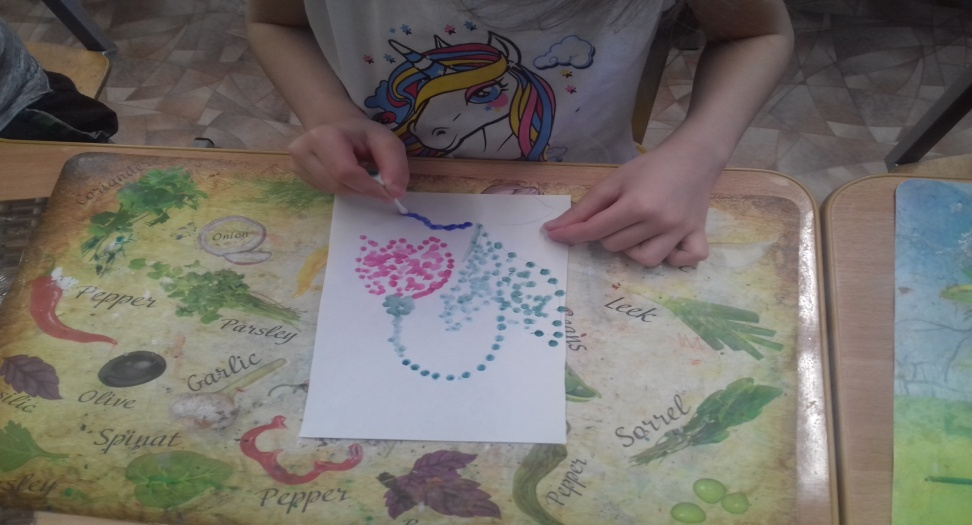 Onion
Pepper
Parsley
Leek
Garlic
Olive
Spinat
Sorrel
Pepper
Pepper